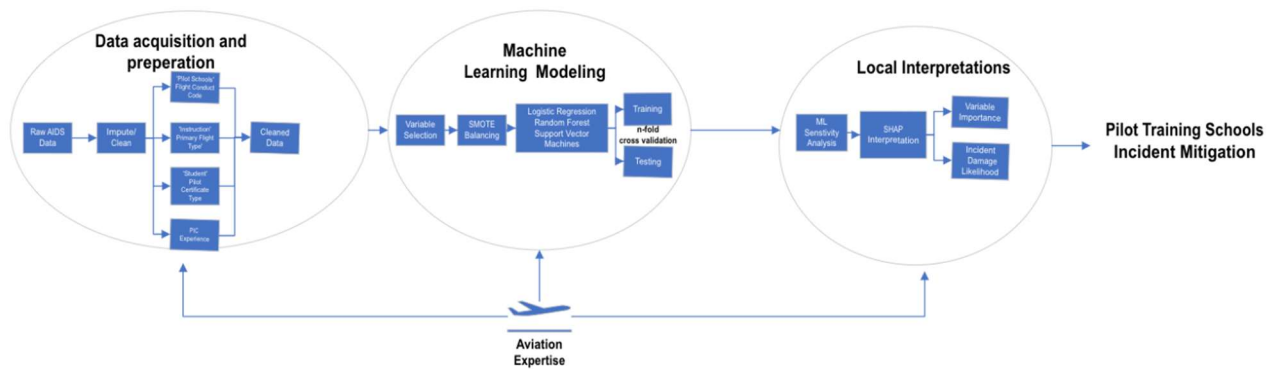 Data acquisition and
preperation
'Pilot Schools'
Flight Conduct
Code
Raw AIDS
Data
Impute/
Clean
'Instruction'
Primary Flight
Type'
Cleaned
Data
'Student'
Pilot
Certificate
Type
PIC
Experience
Machine
Learning Modeling
Variable
Selection
SMOTE
Balancing
Logistic Regression
Random Forest
Support Vector
Machines
Training
n-fold
cross validation
Testing
Local Interpretations
ML
Senstivity
Analysis
SHAP
Interpretation
Variable
Importance
Incident
Damage
Likelihood
Pilot Training Schools
Incident Mitigation
Aviation
Expertise